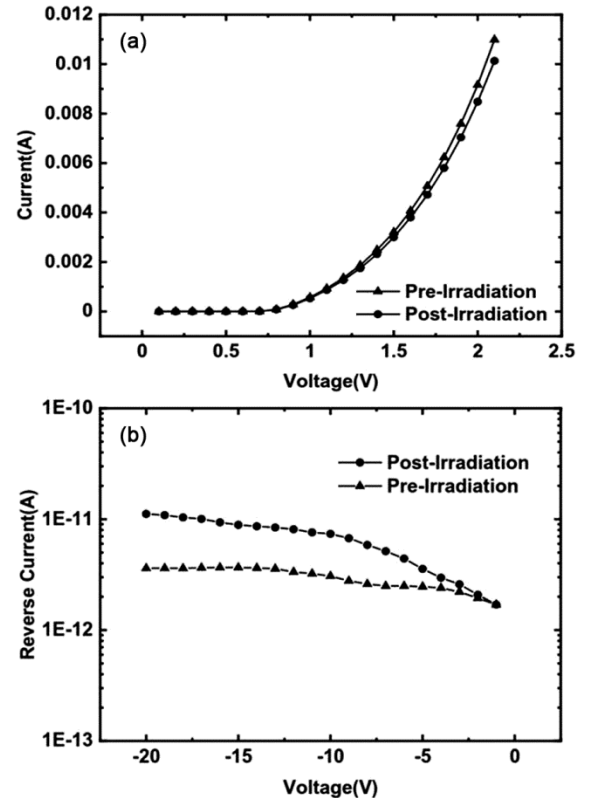 (a)
0.012
0.01
0.008
0.006
0.004
0.002
0
Current(A)
Pre-Irradiation
Post-Irradiation
0 0.5 1 1.5 2 2.5
Voltage(V)
(b)
1E-10
1E-11
1E-12
1E-13
Reverse Current(A)
Post-Irradiation
Pre-Irradiation
-20 -15 -10 -5 0
Voltage(V)